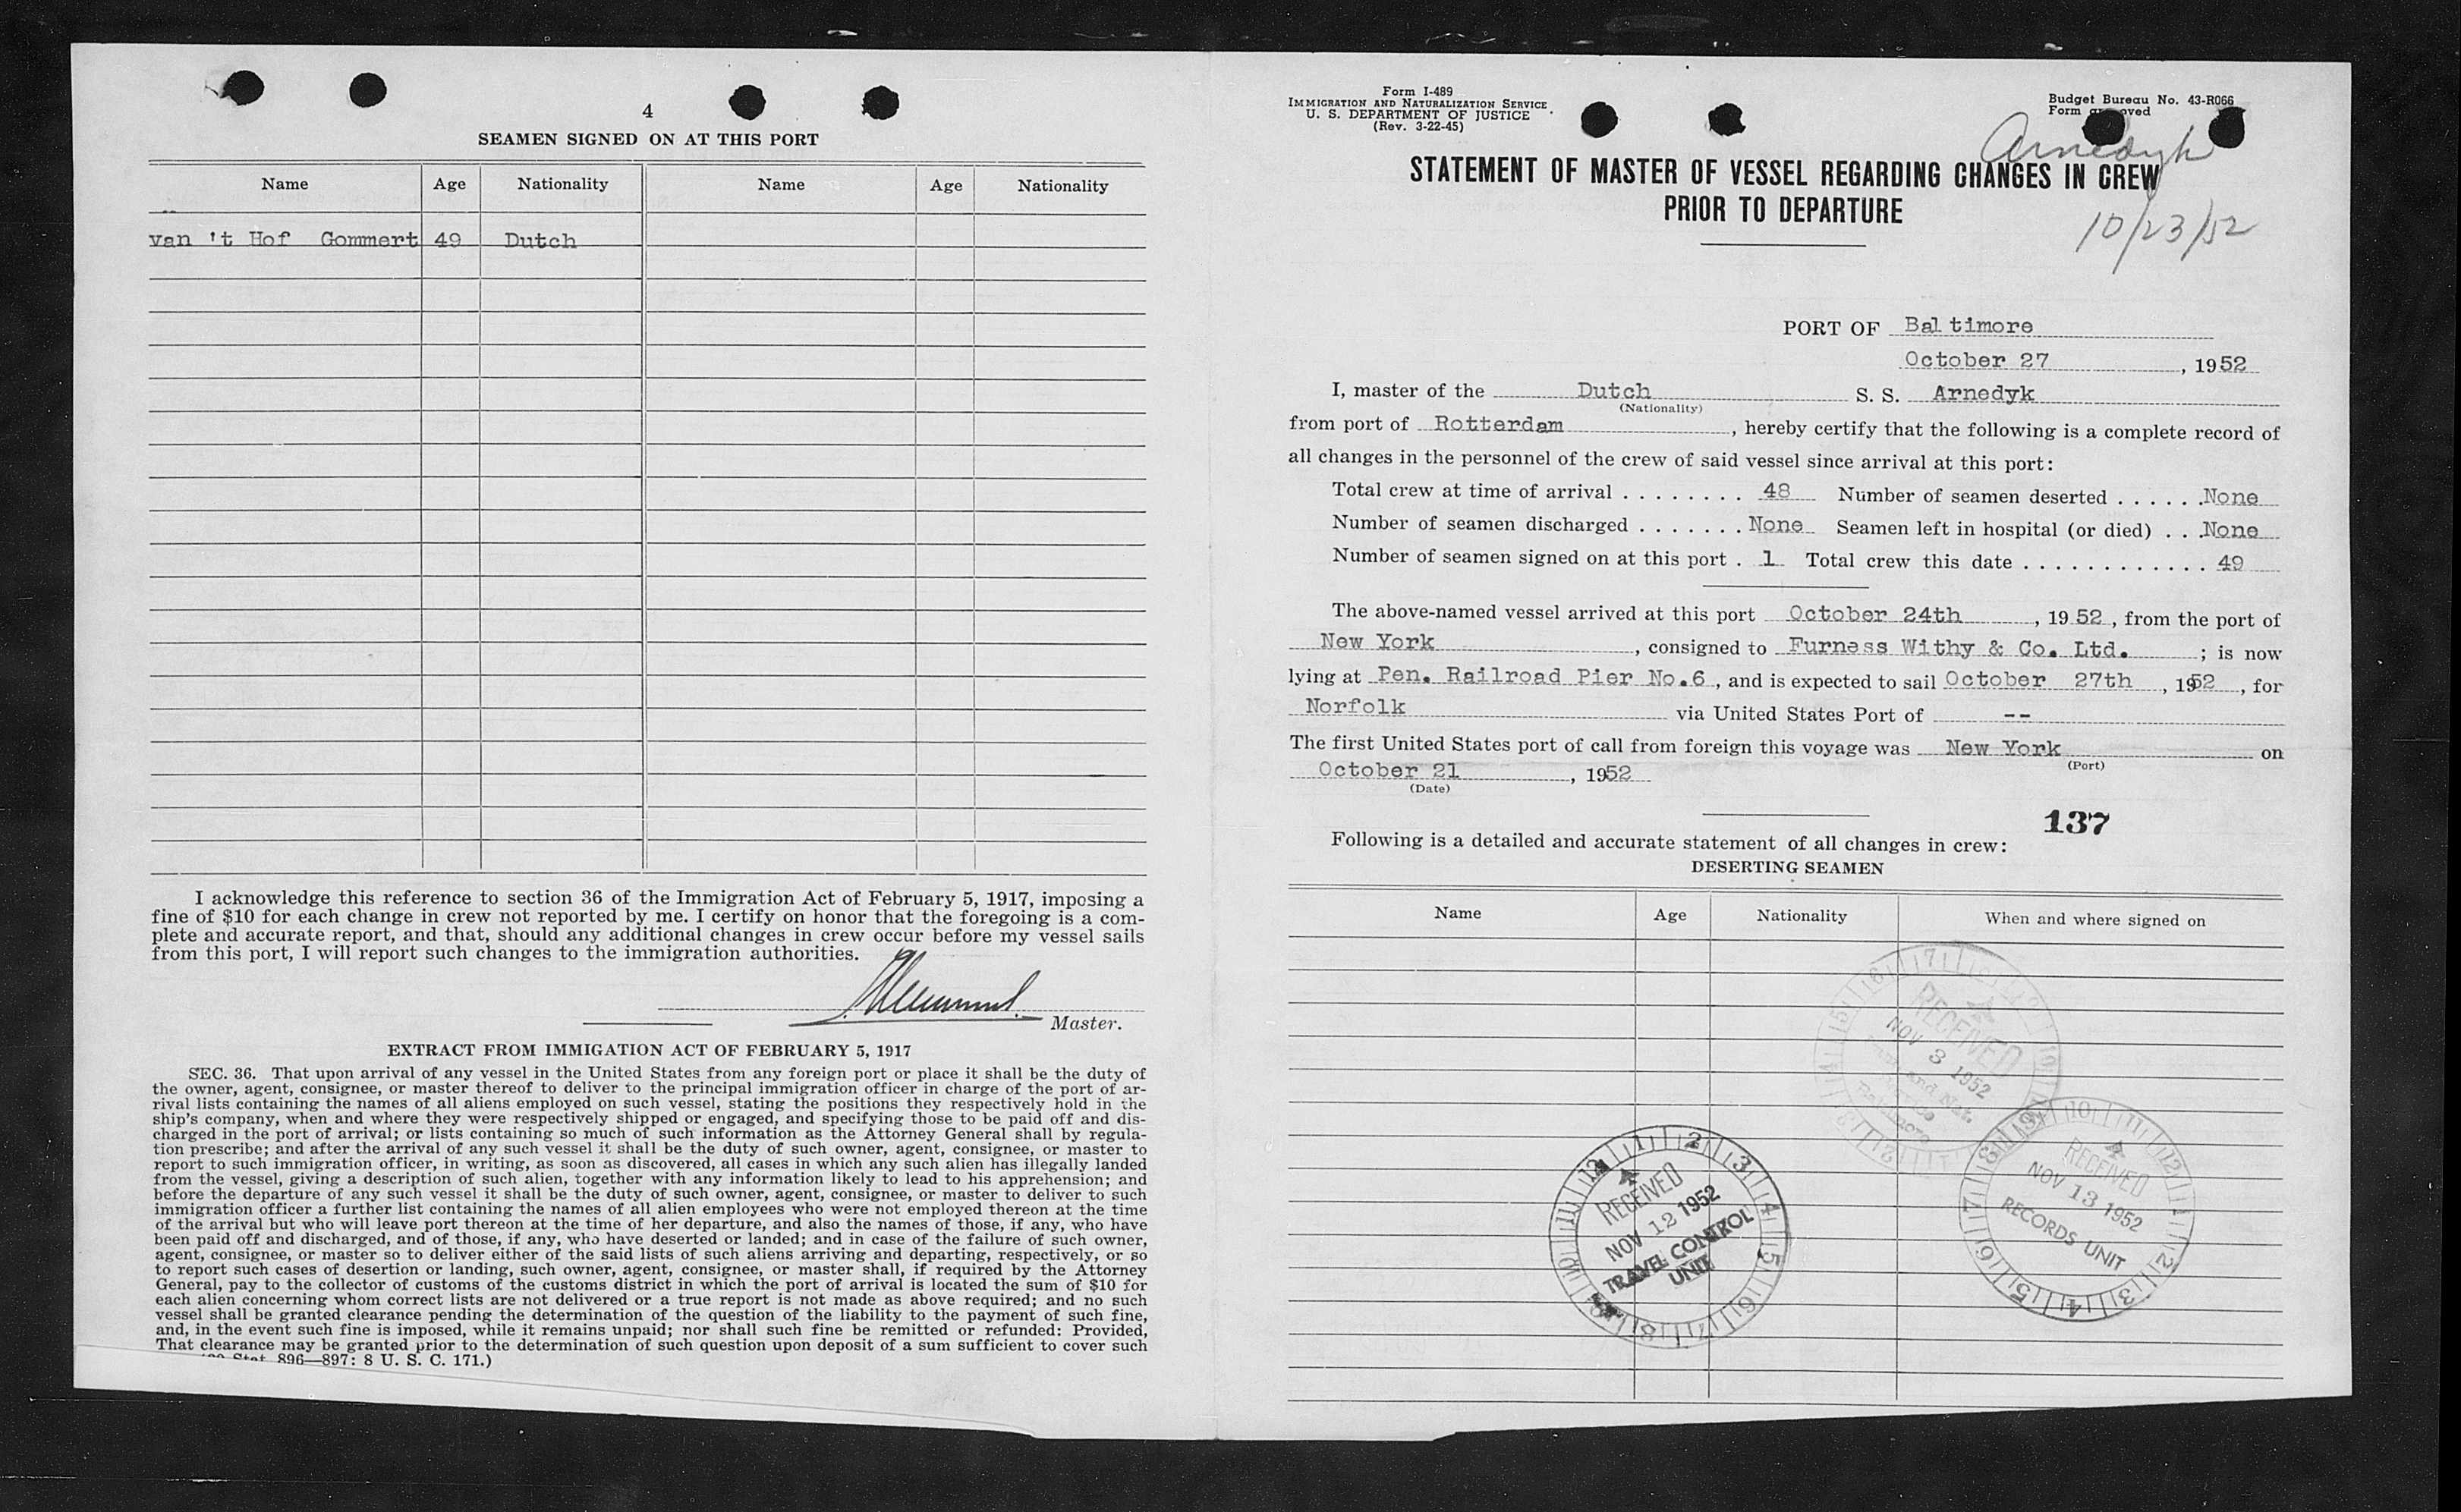 4
SEAMEN SIGNED ON AT THIS PORT
Name Age Nationality Name Age Nationality
van 't Hof Gommert 49 Dutch
I acknowledge this reference to section 36 of the Immigration Act of February 5, 1917, imposing a
fine of $10 for each change in crew not reported by me. I certify on honor that the foregoing is a com-
plete and accurate report, and that, should any additional changes in crew occur before my vessel sails
from this port, I will report such changes to the immigration authorities.
Master.
EXTRACT FROM IMMIGATION ACT OF FEBRUARY 5, 1917
SEC. 36. That upon arrival of any vessel in the United States from any foreign port or place it shall be the duty of
the owner, agent, consignee, or master thereof to deliver to the principal immigration officer in charge of the port of ar-
rival lists containing the names of all aliens employed on such vessel, stating the positions they respectively hold in the
ship's company, when and where they were respectively shipped or engaged, and specifying those to be paid off and dis-
charged in the port of arrival; or lists containing so much of such information as the Attorney General shall by regula-
tion prescribe; and after the arrival of any such vessel it shall be the duty of such owner, agent, consignee, or master to
report to such immigration officer, in writing, as soon as discovered, all cases in which any such alien has illegally landed
from the vessel, giving a description of such alien, together with any information likely to lead to his apprehension; and
before the departure of any such vessel it shall be the duty of such owner, agent, consignee, or master to deliver to such
immigration officer a further list containing the names of all alien employees who were not employed thereon at the time
of the arrival but who will leave port thereon at the time of her departure, and also the names of those, if any, who have
been paid off and discharged, and of those, if any, who have deserted or landed; and in case of the failure of such owner,
agent, consignee, or master so to deliver either of the said lists of such aliens arriving and departing, respectively, or so
to report such cases of desertion or landing, such owner, agent, consignee, or master shall, if required by the Attorney
General, pay to the collector of customs of the customs district in which the port of arrival is located the sum of $10 for
each alien concerning whom correct lists are not delivered or a true report is not made as above required; and no such
vessel shall be granted clearance pending the determination of the question of the liability to the payment of such fine,
and, in the event such fine is imposed, while it remains unpaid; nor shall such fine be remitted or refunded: Provided,
That clearance may be granted prior to the determination of such question upon deposit of a sum sufficient to cover such
Stat. 896—897: 8 U. S. C. 171.)
Form I-489
IMMIGRATION AND NATURALIZATION SERVICE
U. S. DEPARTMENT OF JUSTICE
(Rev. 3-22-45)
Budget Bureau No. 43-R066
Form approved
Arnedyk
STATEMENT OF MASTER OF VESSEL REGARDING CHANGES IN CREW
PRIOR TO DEPARTURE
10/23/52
PORT OF Baltimore
October 27, 1952
I, master of the Dutch S. S. Arnedyk
(Nationality)
from port of Rotterdam, hereby certify that the following is a complete record of
all changes in the personnel of the crew of said vessel since arrival at this port:
Total crew at time of arrival . . . . . . . . 48 Number of seamen deserted . . . . . . None
Number of seamen discharged . . . . . . . None Seamen left in hospital (or died) . . . None
Number of seamen signed on at this port . 1 Total crew this date . . . . . . . . . . . . 49
The above-named vessel arrived at this port October 24th, 1952, from the port of
New York, consigned to Furness Withy & Co. Ltd. ; is now
lying at Pen. Railroad Pier No.6, and is expected to sail October 27th, 1952, for
Norfolk via United States Port of --
The first United States port of call from foreign this voyage was New York on
(Port)
October 21, 1952
(Date)
137
Following is a detailed and accurate statement of all changes in crew:
DESERTING SEAMEN
Name Age Nationality When and where signed on
RECEIVED
NOV 3 1952
RECEIVED
NOV 12 1952
TRAVEL CONTROL
UNIT
RECEIVED
NOV 13 1952
RECORDS UNIT